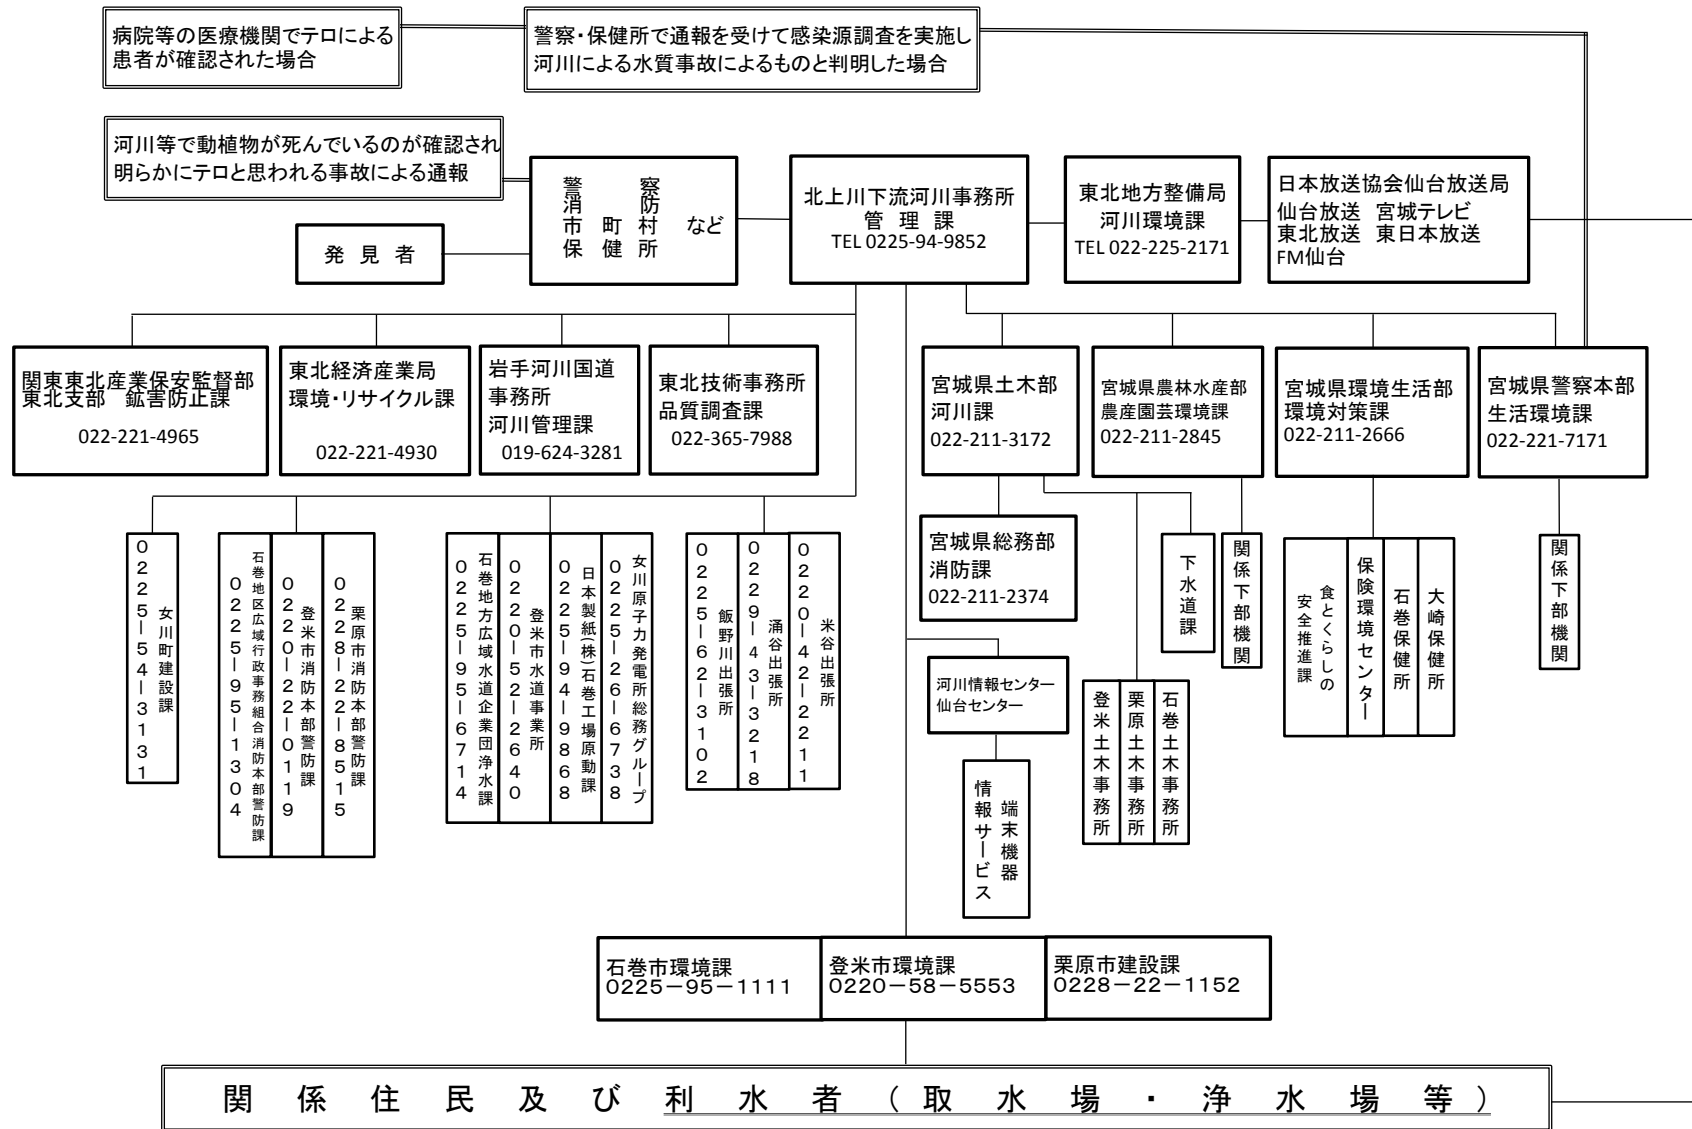 病院等の医療機関でテロによる
患者が確認された場合
警察・保健所で通報を受けて感染源調査を実施し
河川による水質事故によるものと判明した場合
河川等で動植物が死んでいるのが確認され
明らかにテロと思われる事故による通報
発見者
警察
消防
市町村 など
保健所
北上川下流河川事務所
管理課
TEL 0225-94-9852
東北地方整備局
河川環境課
TEL 022-225-2171
日本放送協会仙台放送局
仙台放送 宮城テレビ
東北放送 東日本放送
FM仙台
関東東北産業保安監督部
東北支部 鉱害防止課
022-221-4965
東北経済産業局
環境・リサイクル課
022-221-4930
岩手河川国道
事務所
河川管理課
019-624-3281
東北技術事務所
品質調査課
022-365-7988
宮城県土木部
河川課
022-211-3172
宮城県農林水産部
農産園芸環境課
022-211-2845
宮城県環境生活部
環境対策課
022-211-2666
宮城県警察本部
生活環境課
022-221-7171
女川町建設課
0225-54-3131
栗原市消防本部警防課
0228-22-8515
登米市消防本部警防課
0220-22-0119
石巻地区広域行政事務組合消防本部警防課
0225-95-1304
女川原子力発電所総務グループ
0225-26-6738
日本製紙(株)石巻工場原動課
0225-94-9868
登米市水道事業所
0220-52-2640
石巻地方広域水道企業団浄水課
0225-95-6714
米谷出張所
0220-42-2211
涌谷出張所
0229-43-3218
飯野川出張所
0225-62-3102
宮城県総務部
消防課
022-211-2374
下水道課
関係下部機関
大崎保健所
石巻保健所
保険環境センター
食とくらしの
安全推進課
関係下部機関
河川情報センター
仙台センター
端末機器
情報サービス
石巻土木事務所
栗原土木事務所
登米土木事務所
石巻市環境課
0225-95-1111
登米市環境課
0220-58-5553
栗原市建設課
0228-22-1152
関係住民及び利水者(取水場・浄水場等)